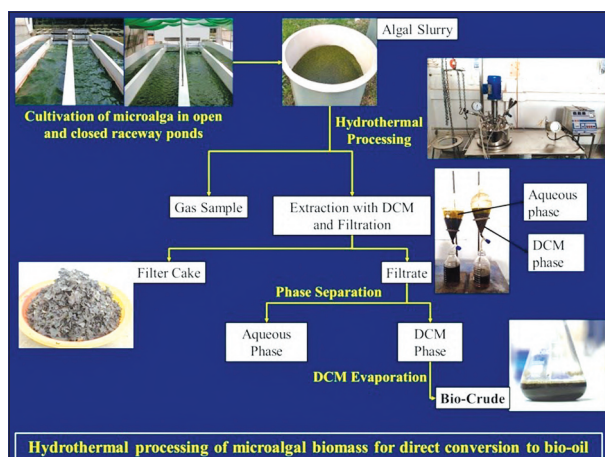 Algal Slurry
Cultivation of microalga in open
and closed raceway ponds
Hydrothermal
Processing
Gas Sample
Extraction with DCM
and Filtration
Aqueous
phase
DCM
phase
Filter Cake
Filtrate
Phase Separation
Aqueous
Phase
DCM
Phase
DCM Evaporation
Bio-Crude
Hydrothermal processing of microalgal biomass for direct conversion to bio-oil